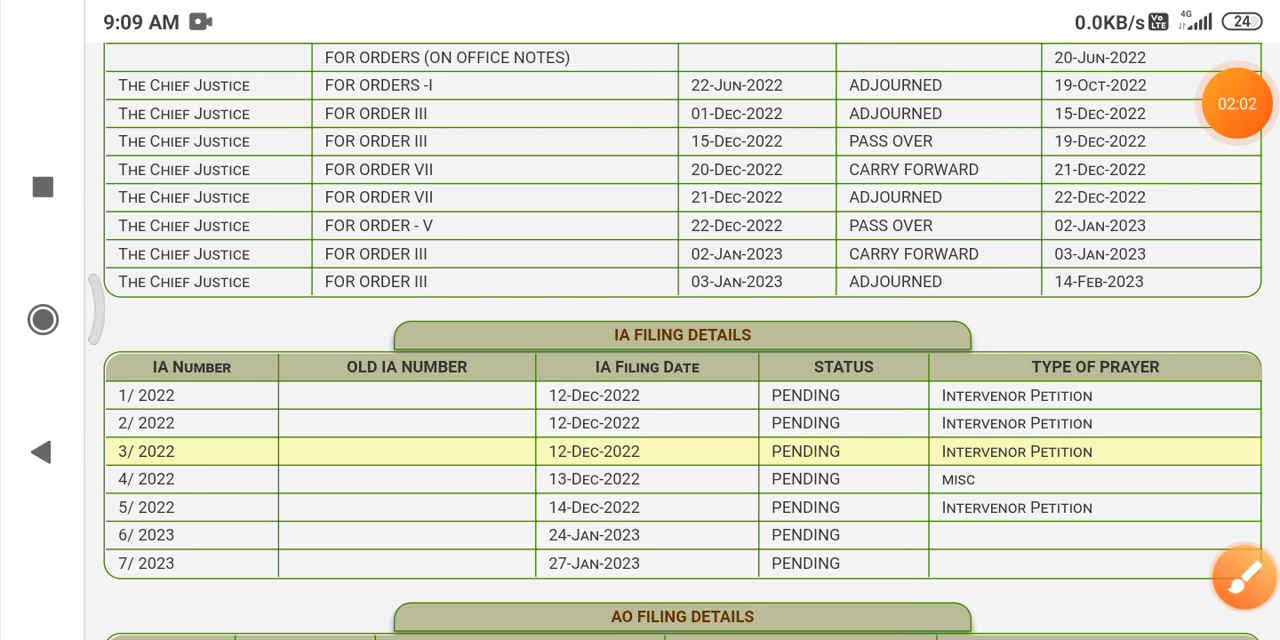 9:09 AM 0.0KB/s Vo LTE 4G 24
FOR ORDERS (ON OFFICE NOTES) 20-Jun-2022
The Chief Justice FOR ORDERS -I 22-Jun-2022 ADJOURNED 19-Oct-2022
02:02
The Chief Justice FOR ORDER III 01-Dec-2022 ADJOURNED 15-Dec-2022
The Chief Justice FOR ORDER III 15-Dec-2022 PASS OVER 19-Dec-2022
The Chief Justice FOR ORDER VII 20-Dec-2022 CARRY FORWARD 21-Dec-2022
The Chief Justice FOR ORDER VII 21-Dec-2022 ADJOURNED 22-Dec-2022
The Chief Justice FOR ORDER - V 22-Dec-2022 PASS OVER 02-Jan-2023
The Chief Justice FOR ORDER III 02-Jan-2023 CARRY FORWARD 03-Jan-2023
The Chief Justice FOR ORDER III 03-Jan-2023 ADJOURNED 14-Feb-2023
IA FILING DETAILS
IA Number OLD IA NUMBER IA Filing Date STATUS TYPE OF PRAYER
1/ 2022 12-Dec-2022 PENDING Intervenor Petition
2/ 2022 12-Dec-2022 PENDING Intervenor Petition
3/ 2022 12-Dec-2022 PENDING Intervenor Petition
4/ 2022 13-Dec-2022 PENDING misc
5/ 2022 14-Dec-2022 PENDING Intervenor Petition
6/ 2023 24-Jan-2023 PENDING
7/ 2023 27-Jan-2023 PENDING
AO FILING DETAILS